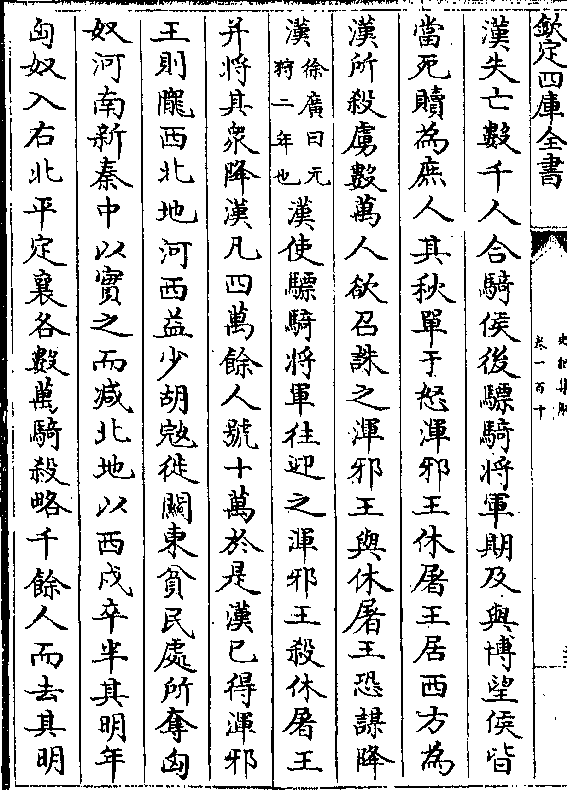 欽定四庫全書
史記集解
卷一百十
漢失亡數千人合騎侯後驃騎將軍期及與博望侯皆
當死贖為庶人其秋單于怒渾邪王休屠王居西方為
漢所殺虜數萬人欲召誅之渾邪王與休屠王恐謀降
漢徐廣曰元狩二年也漢使驃騎將軍往迎之渾邪王殺休屠王
并將其衆降漢凡四萬餘人號十萬於是漢已得渾邪
王則隴西北地河西益少胡㓂徙關東貧民處所奪匈
奴河南新秦中以實之而減北地以西戍卒半其明年
匈奴入右北平定襄各數萬騎殺略千餘人而去其明